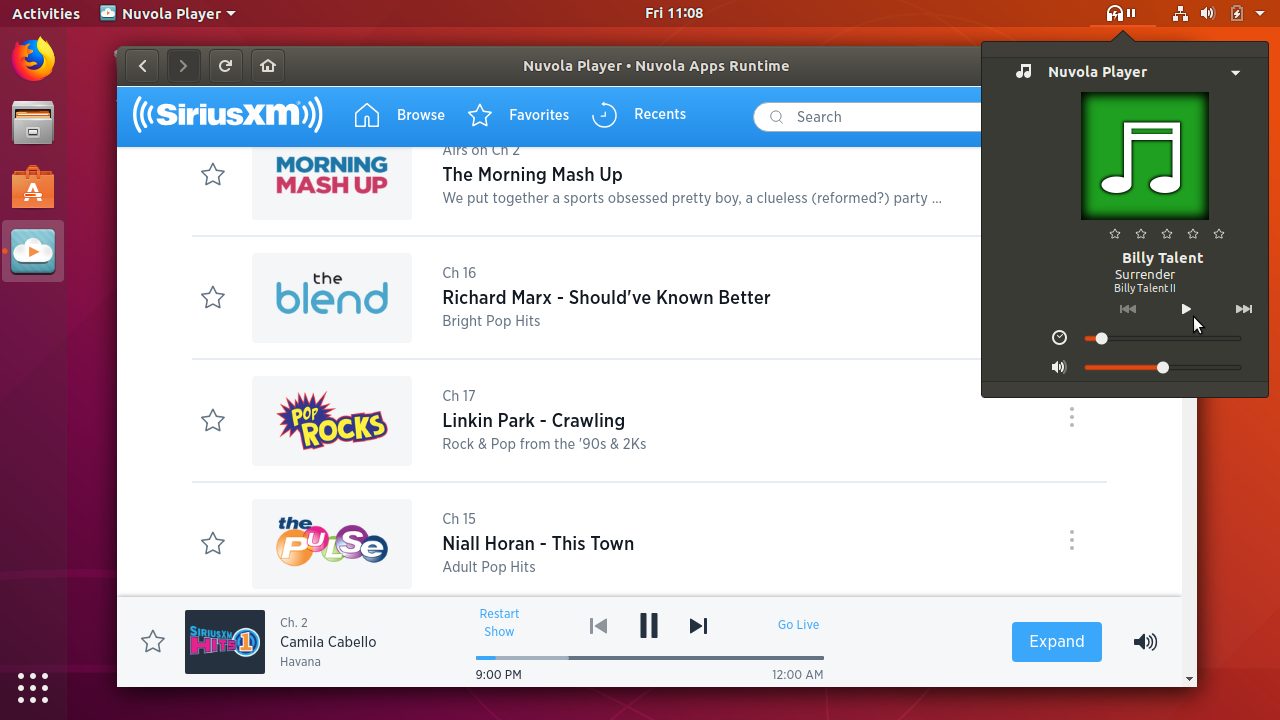 Activities
Nuvola Player
Fri 11:08
Nuvola Player • Nuvola Apps Runtime
SiriusXM
Browse
Favorites
Recents
Search
MORNING
MASH UP
Airs on Ch 2
The Morning Mash Up
We put together a sports obsessed pretty boy, a clueless (reformed?) party ...
the
blend
Ch 16
Richard Marx - Should've Known Better
Bright Pop Hits
POP
ROCKS
Ch 17
Linkin Park - Crawling
Rock & Pop from the '90s & 2Ks
the
PULSE
Ch 15
Niall Horan - This Town
Adult Pop Hits
SIRIUSXM
HITS 1
Ch. 2
Camila Cabello
Havana
Restart
Show
Go Live
9:00 PM
12:00 AM
Expand
Nuvola Player
Billy Talent
Surrender
Billy Talent II